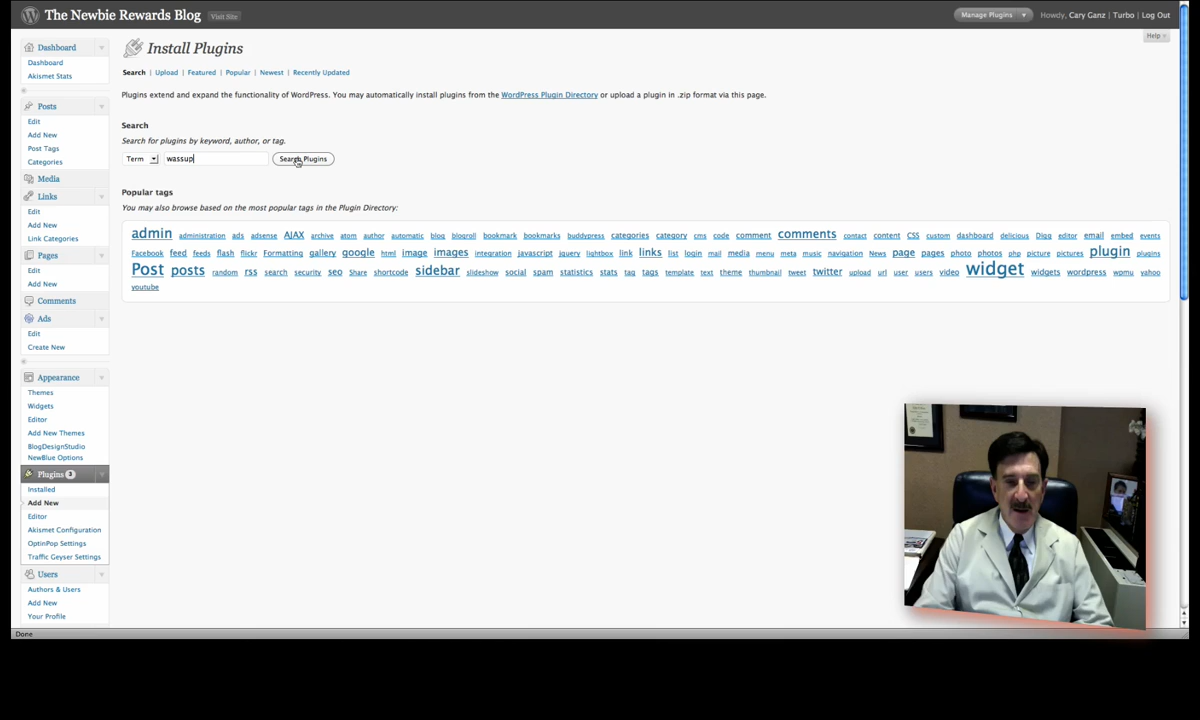 The Newbie Rewards Blog Visit Site
Manage Plugins Howdy, Cary Ganz | Turbo | Log Out
Help
Dashboard
Dashboard
Akismet Stats
Posts
Edit
Add New
Post Tags
Categories
Media
Links
Edit
Add New
Link Categories
Pages
Edit
Add New
Comments
Ads
Edit
Create New
Appearance
Themes
Widgets
Editor
Add New Themes
BlogDesignStudio
NewBlue Options
Plugins 3
Installed
Add New
Editor
Akismet Configuration
OptinPop Settings
Traffic Geyser Settings
Users
Authors & Users
Add New
Your Profile
Install Plugins
Search | Upload | Featured | Popular | Newest | Recently Updated
Plugins extend and expand the functionality of WordPress. You may automatically install plugins from the WordPress Plugin Directory or upload a plugin in .zip format via this page.
Search
Search for plugins by keyword, author, or tag.
Term wassup Search Plugins
Popular tags
You may also browse based on the most popular tags in the Plugin Directory:
admin administration ads adsense AJAX archive atom author automatic blog blogroll bookmark bookmarks buddypress categories category cms code comment comments contact content CSS custom dashboard delicious Digg editor email embed events
Facebook feed feeds flash flickr Formatting gallery google html image images integration javascript jquery lightbox link links list login mail media menu meta music navigation News page pages photo photos php picture pictures plugin plugins
Post posts random rss search security seo Share shortcode sidebar slideshow social spam statistics stats tag tags template text theme thumbnail tweet twitter upload url user users video widget widgets wordpress wpmu yahoo
youtube
Done